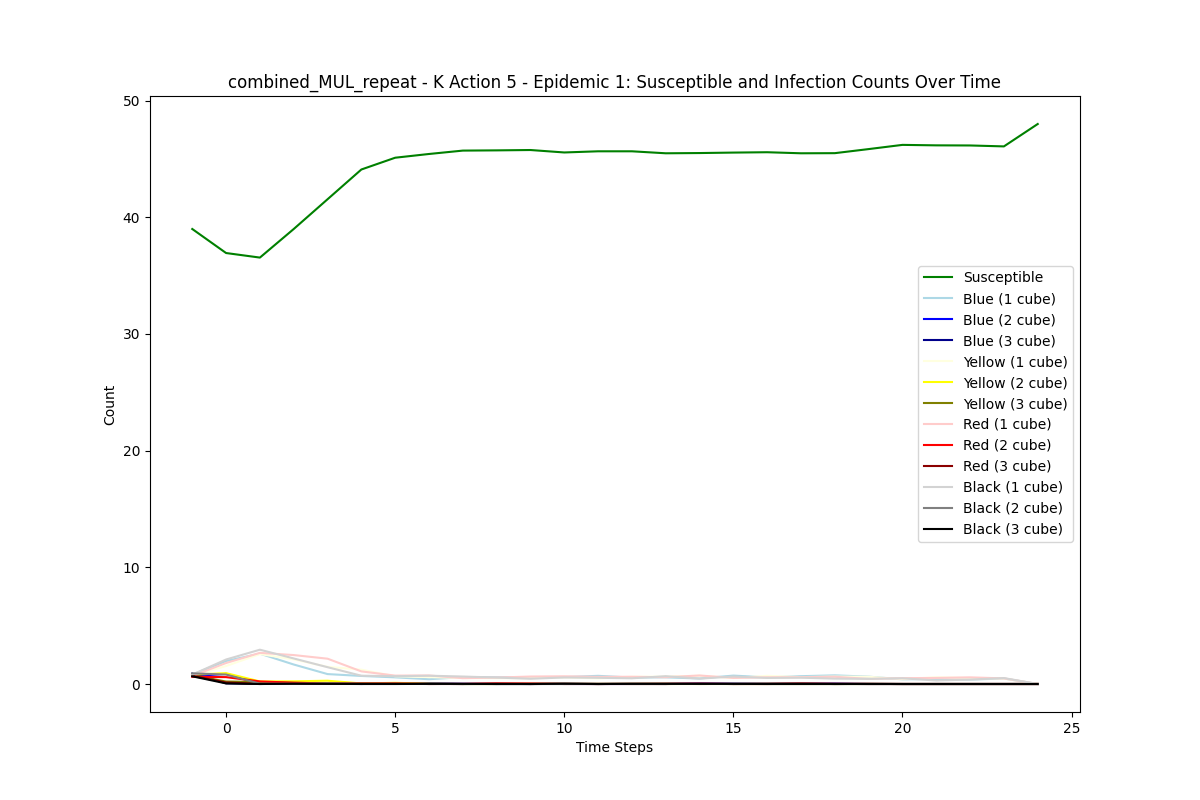 combined_MUL_repeat - K Action 5 - Epidemic 1: Susceptible and Infection Counts Over Time
50
40
30
20
10
0
Count
Susceptible
Blue (1 cube)
Blue (2 cube)
Blue (3 cube)
Yellow (1 cube)
Yellow (2 cube)
Yellow (3 cube)
Red (1 cube)
Red (2 cube)
Red (3 cube)
Black (1 cube)
Black (2 cube)
Black (3 cube)
0 5 10 15 20 25
Time Steps